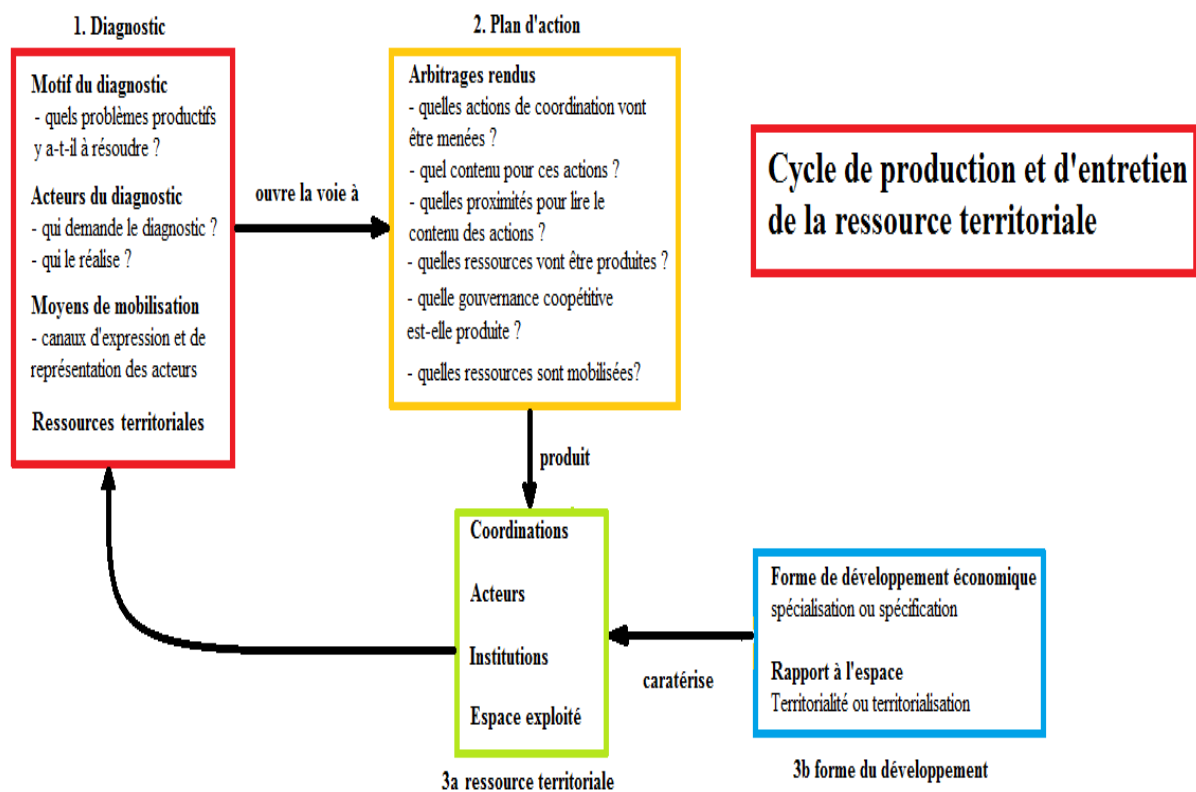 1. Diagnostic
Motif du diagnostic
- quels problèmes productifs
y a-t-il à résoudre ?
Acteurs du diagnostic
- qui demande le diagnostic ?
- qui le réalise ?
Moyens de mobilisation
- canaux d'expression et de
représentation des acteurs
Ressources territoriales
ouvre la voie à
2. Plan d'action
Arbitrages rendus
- quelles actions de coordination vont
être menées ?
- quel contenu pour ces actions ?
- quelles proximités pour lire le
contenu des actions ?
- quelles ressources vont être produites ?
- quelle gouvernance coopétitive
est-elle produite ?
- quelles ressources sont mobilisées?
Cycle de production et d'entretien
de la ressource territoriale
produit
Coordinations
Acteurs
Institutions
Espace exploité
3a ressource territoriale
caratérise
Forme de développement économique
spécialisation ou spécification
Rapport à l'espace
Territorialité ou territorialisation
3b forme du développement